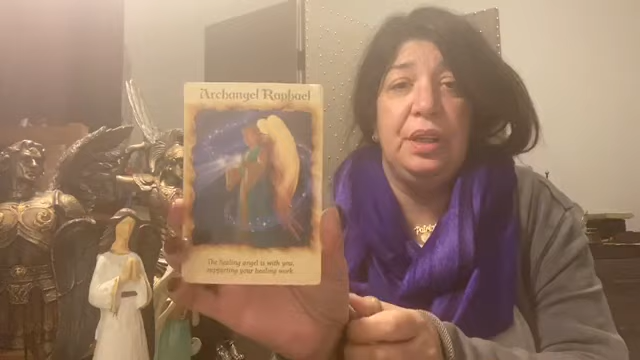 Archangel Raphael
The healing angel is with you,
supporting your healing work.